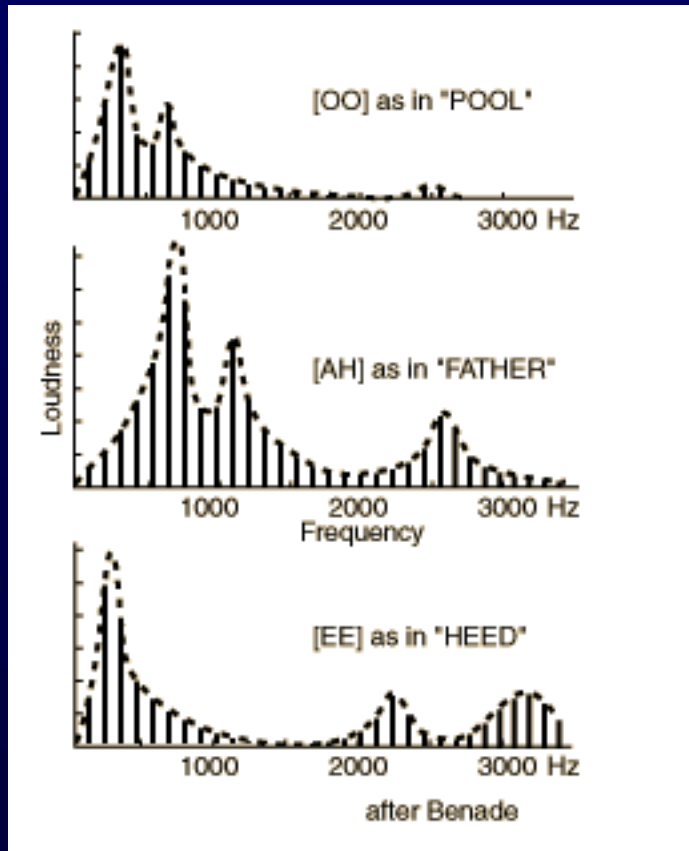 [OO] as in "POOL"
1000 2000 3000 Hz
Loudness
[AH] as in "FATHER"
1000 2000 3000 Hz
Frequency
[EE] as in "HEED"
1000 2000 3000 Hz
after Benade